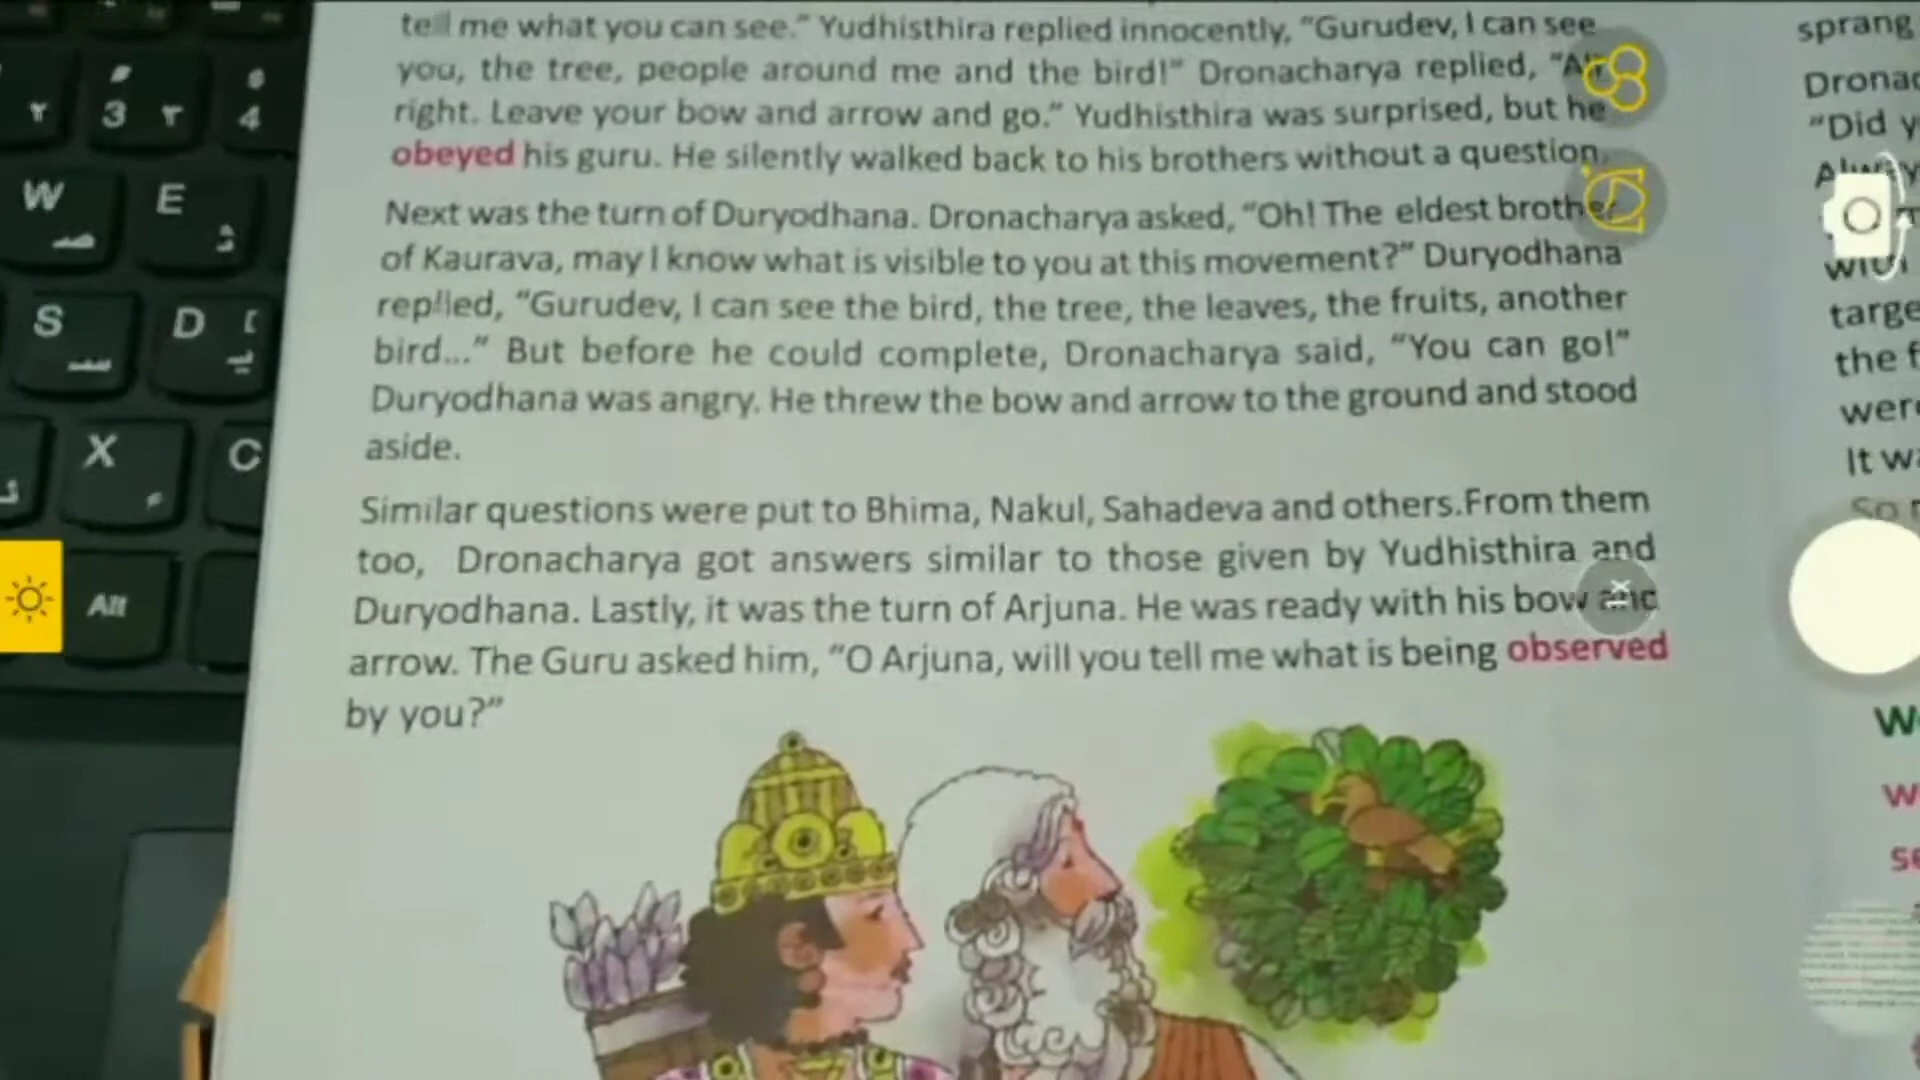 tell me what you can see.” Yudhisthira replied innocently, “Gurudev, I can see
you, the tree, people around me and the bird!” Dronacharya replied, “All
right. Leave your bow and arrow and go.” Yudhisthira was surprised, but he
obeyed his guru. He silently walked back to his brothers without a question.
Next was the turn of Duryodhana. Dronacharya asked, “Oh! The eldest brother
of Kaurava, may I know what is visible to you at this movement?” Duryodhana
replied, “Gurudev, I can see the bird, the tree, the leaves, the fruits, another
bird...” But before he could complete, Dronacharya said, “You can go!”
Duryodhana was angry. He threw the bow and arrow to the ground and stood
aside.
Similar questions were put to Bhima, Nakul, Sahadeva and others.From them
too, Dronacharya got answers similar to those given by Yudhisthira and
Duryodhana. Lastly, it was the turn of Arjuna. He was ready with his bow and
arrow. The Guru asked him, “O Arjuna, will you tell me what is being observed
by you?”
sprang
“Did
the
It
3 ٣
4
W ص
E ث
S س
D ي
X ء
C
Alt